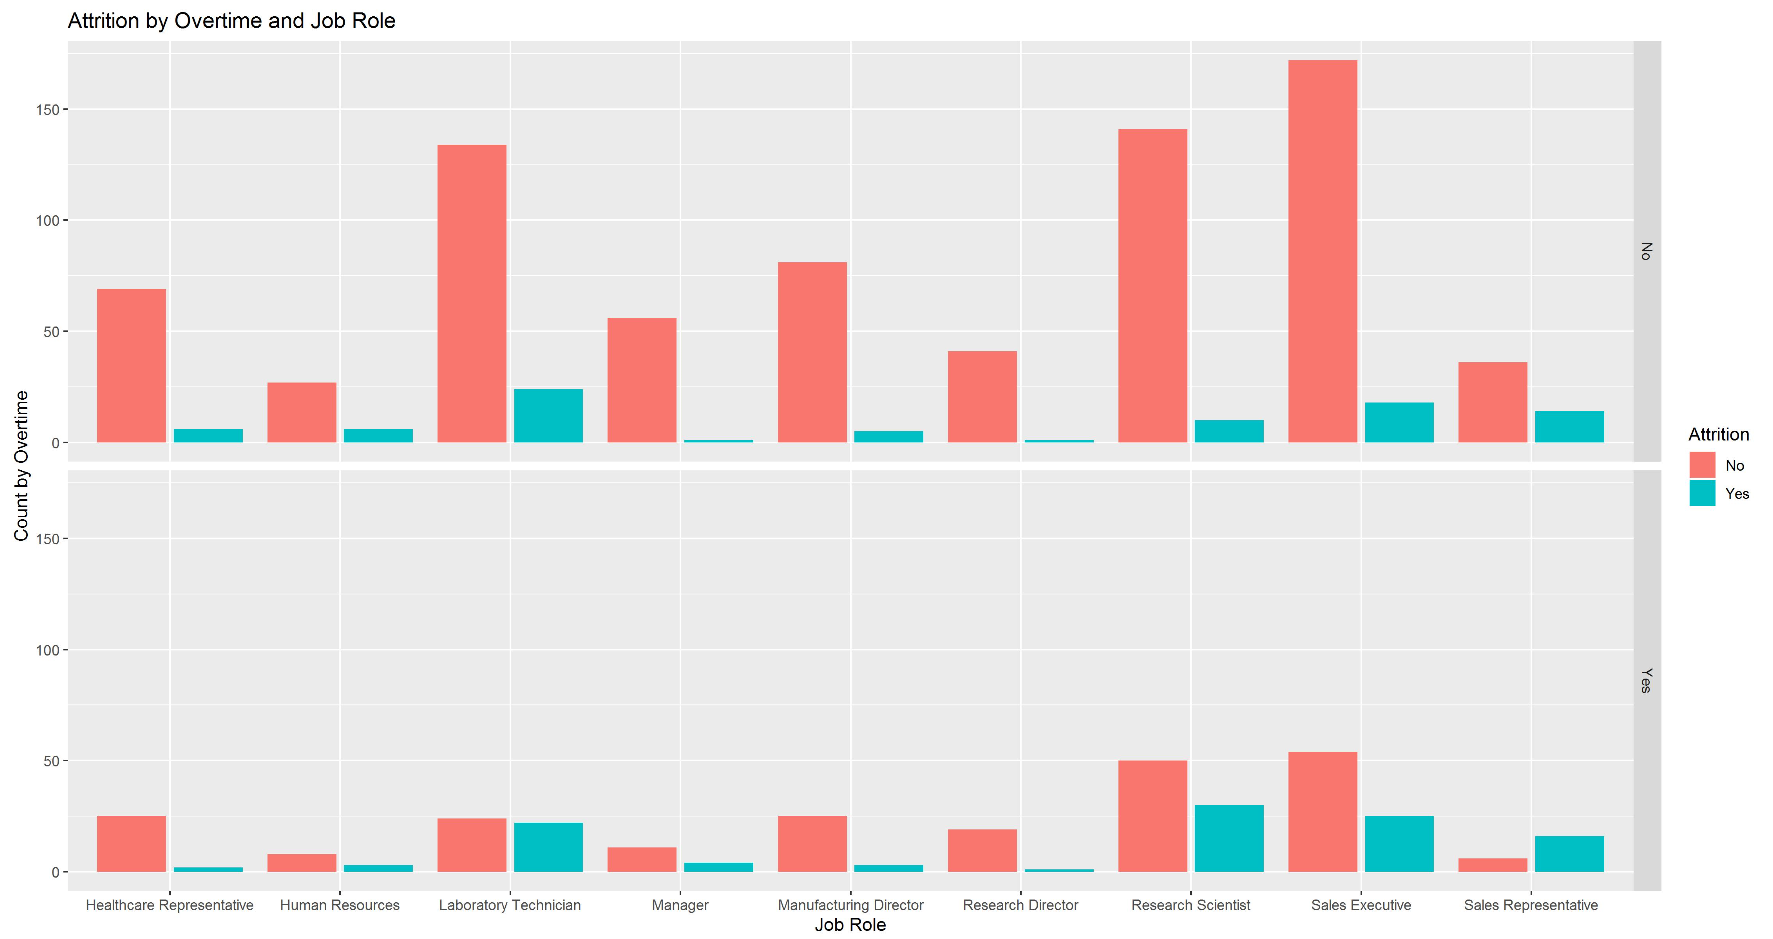 Attrition by Overtime and Job Role
Count by Overtime
150
100
50
0
No
150
100
50
0
Yes
Healthcare Representative
Human Resources
Laboratory Technician
Manager
Manufacturing Director
Research Director
Research Scientist
Sales Executive
Sales Representative
Job Role
Attrition
No
Yes